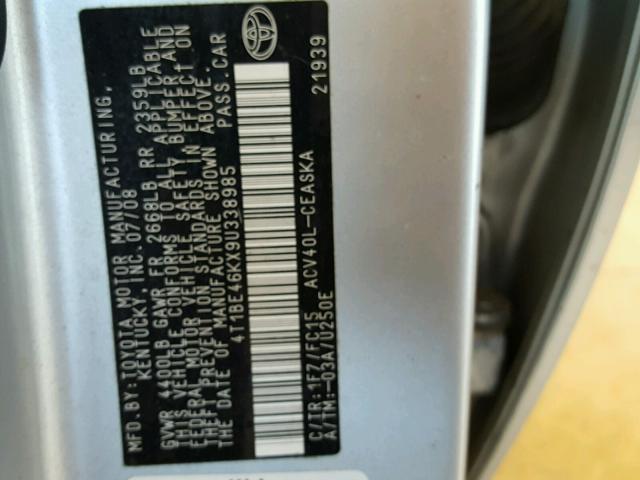 MFD.BY:TOYOTA MOTOR MANUFACTURING,
KENTUCKY, INC. 07/08
GVWR 4400LB GAWR FR 2668LB RR 2359LB
THIS VEHICLE CONFORMS TO ALL APPLICABLE
FEDERAL MOTOR VEHICLE SAFETY BUMPER AND
THEFT PREVENTION STANDARDS IN EFFECT ON
THE DATE OF MANUFACTURE SHOWN ABOVE.
4T1BE46KX9U338985 PASS.CAR
C/TR:1F7/FC15 ACV40L-CEASKA
A/TM:-03A/U250E 21939